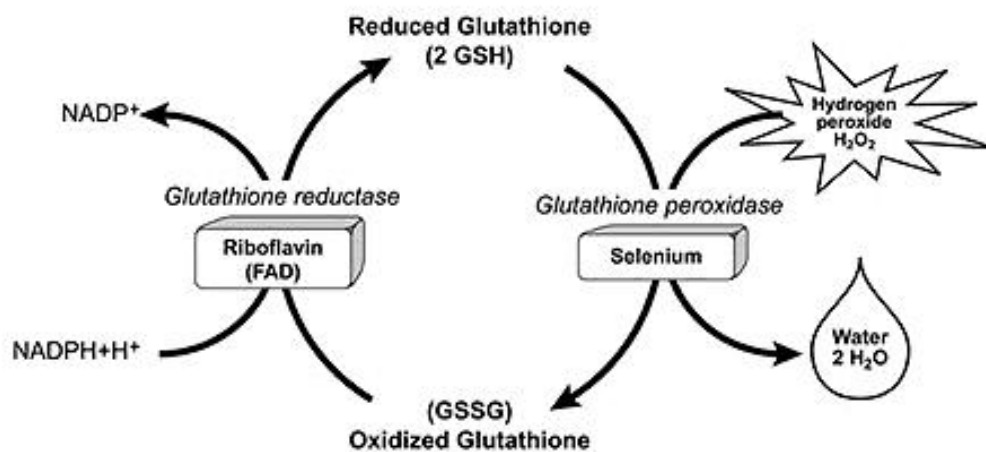 Reduced Glutathione
(2 GSH)
NADP⁺
Hydrogen
peroxide
H₂O₂
Glutathione reductase
Glutathione peroxidase
Riboflavin
(FAD)
Selenium
NADPH+H⁺
Water
2 H₂O
(GSSG)
Oxidized Glutathione